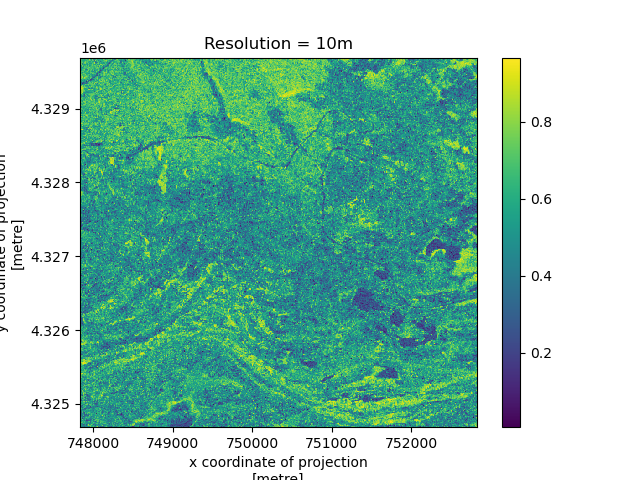 Resolution = 10m
1e6
4.329
4.328
4.327
4.326
4.325
748000 749000 750000 751000 752000
x coordinate of projection
[metre]
y coordinate of projection
[metre]
0.8
0.6
0.4
0.2